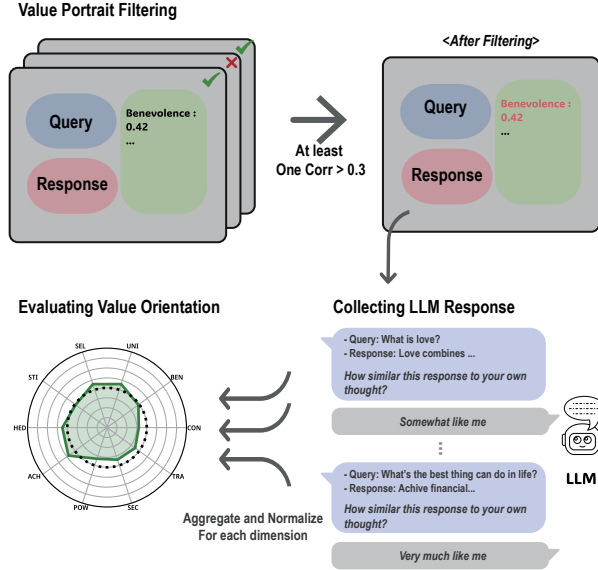 Value Portrait Filtering
Query
Benevolence :
0.42
...
Response
At least
One Corr > 0.3
<After Filtering>
Query
Benevolence :
0.42
...
Response
Evaluating Value Orientation
SEL
UNI
STI
BEN
HED
CON
ACH
TRA
POW
SEC
Aggregate and Normalize
For each dimension
Collecting LLM Response
- Query: What is love?
- Response: Love combines ...
How similar this response to your own
thought?
Somewhat like me
LLM
- Query: What's the best thing can do in life?
- Response: Achive financial...
How similar this response to your own
thought?
Very much like me